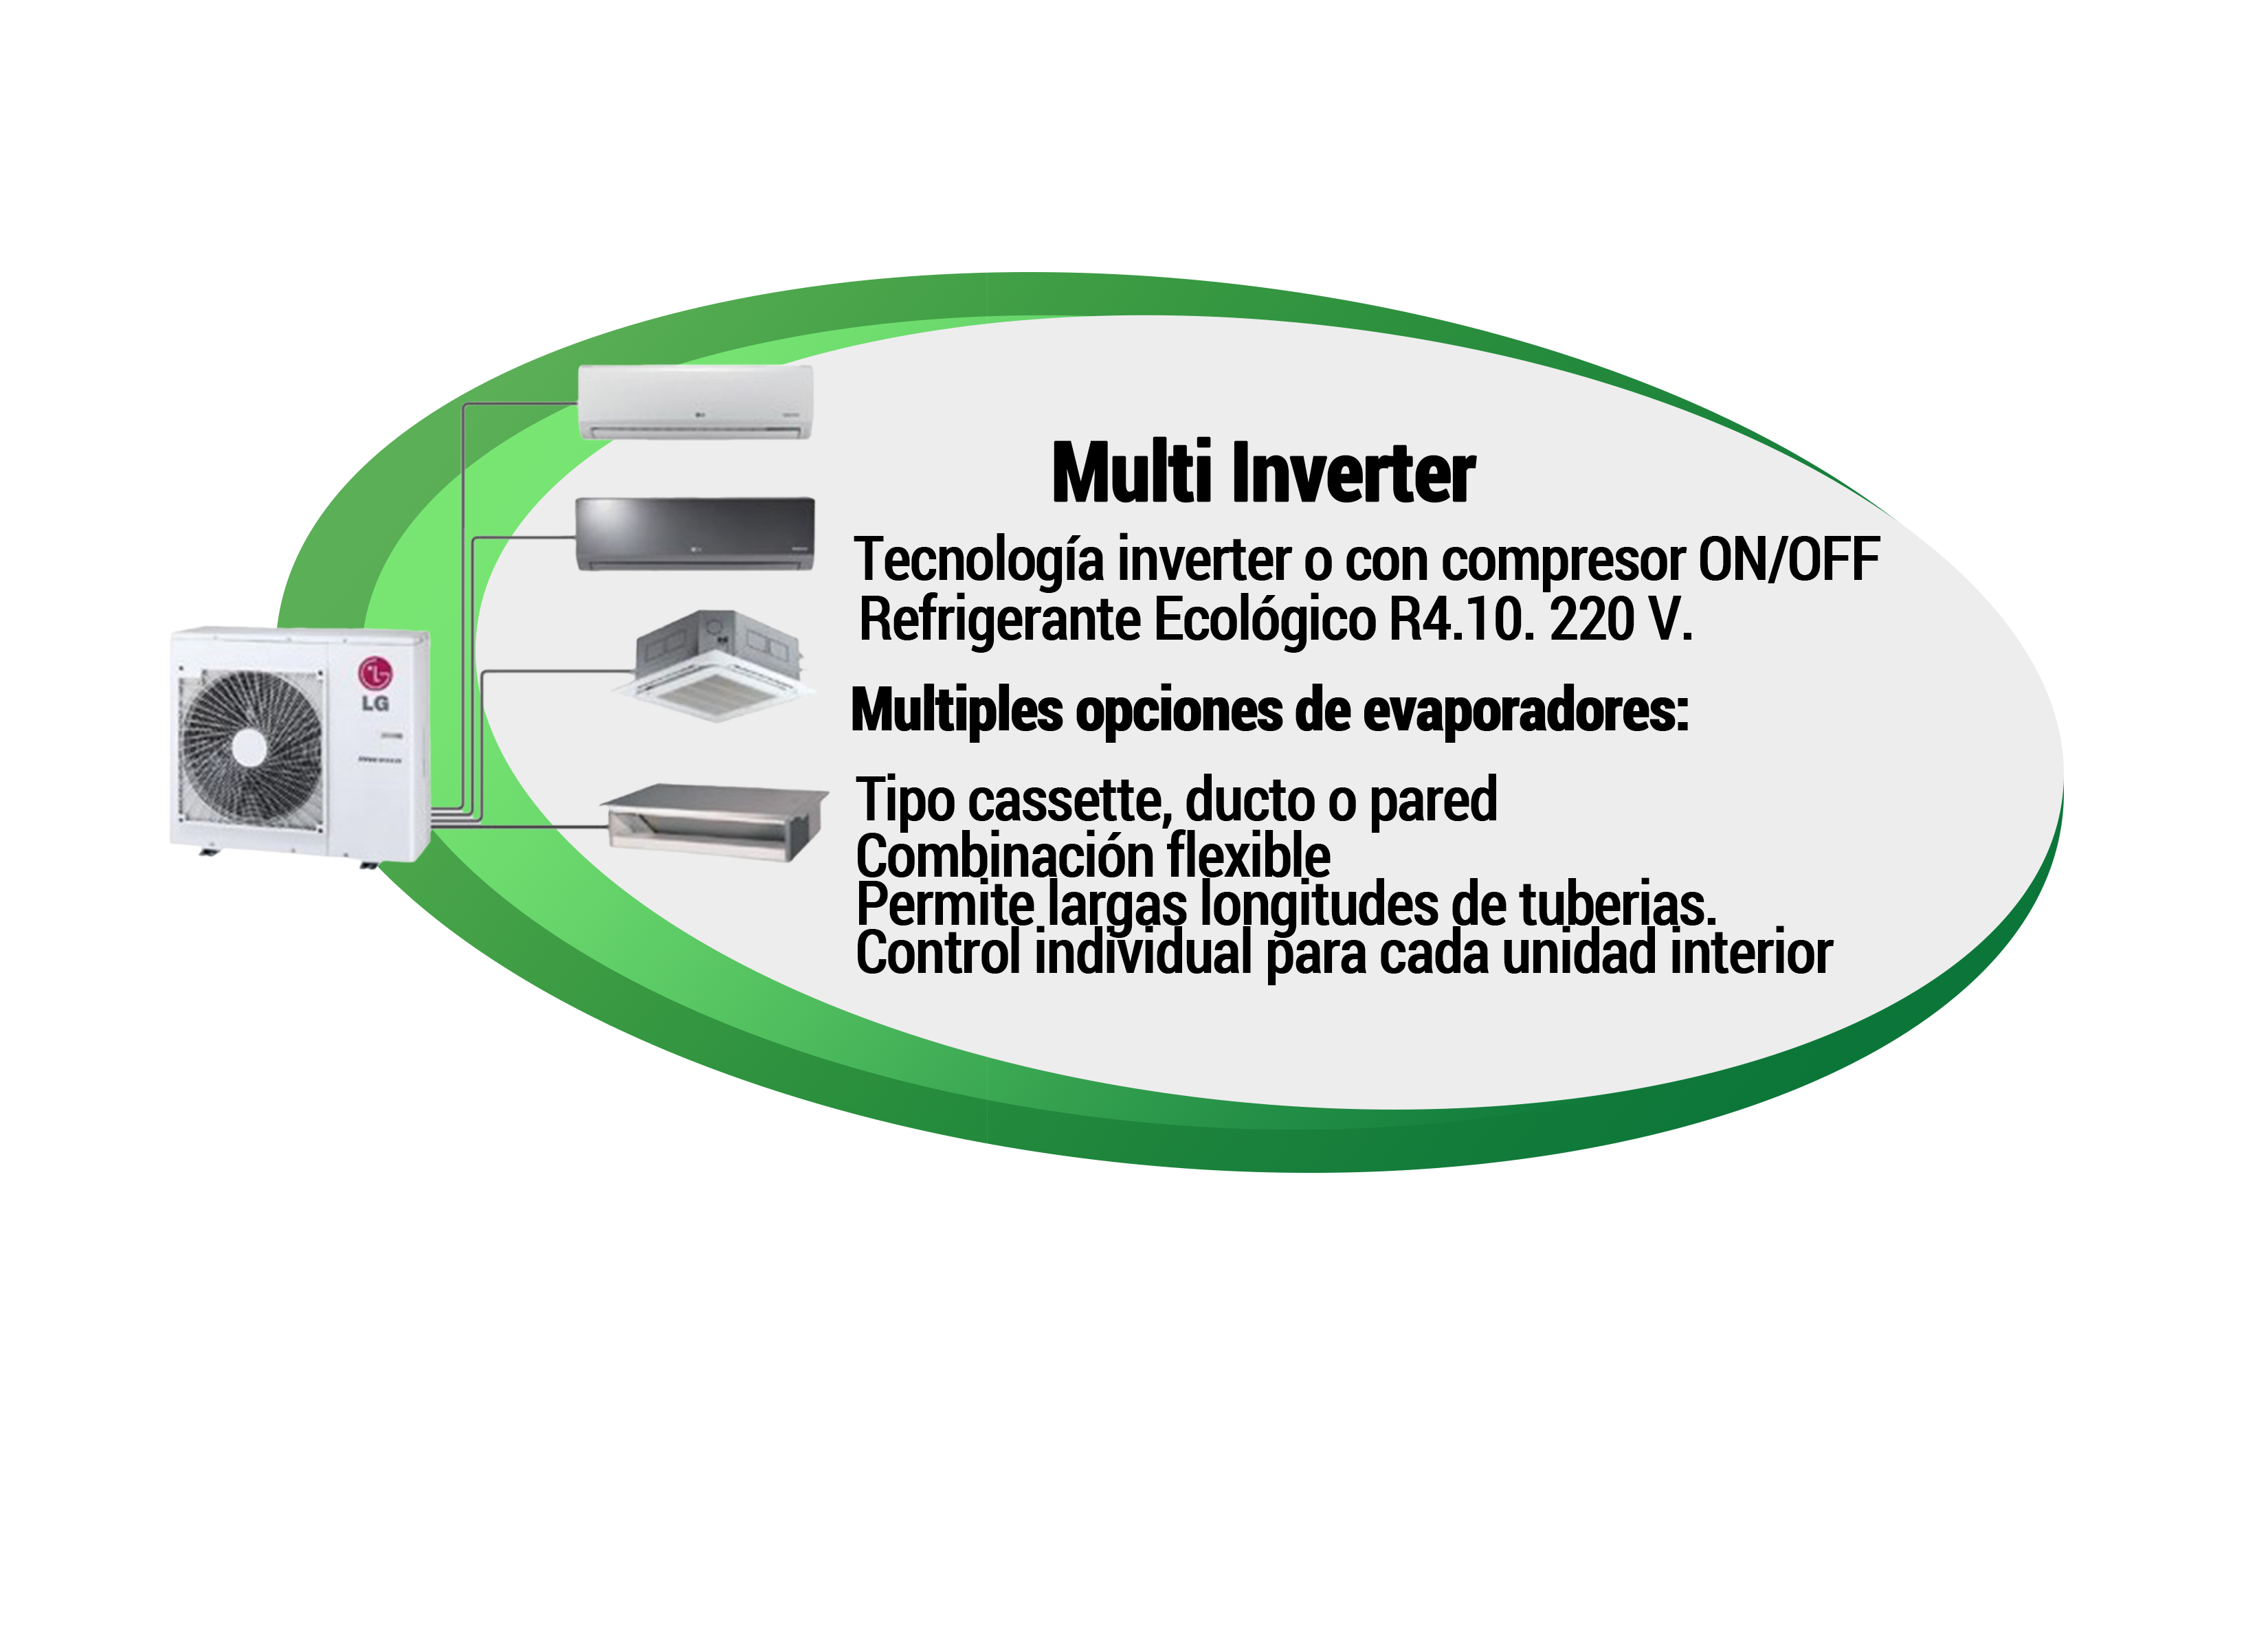 Multi Inverter
Tecnología inverter o con compresor ON/OFF
Refrigerante Ecológico R4.10. 220 V.
Multiples opciones de evaporadores:
Tipo cassette, ducto o pared
Combinación flexible
Permite largas longitudes de tuberias.
Control individual para cada unidad interior
LG